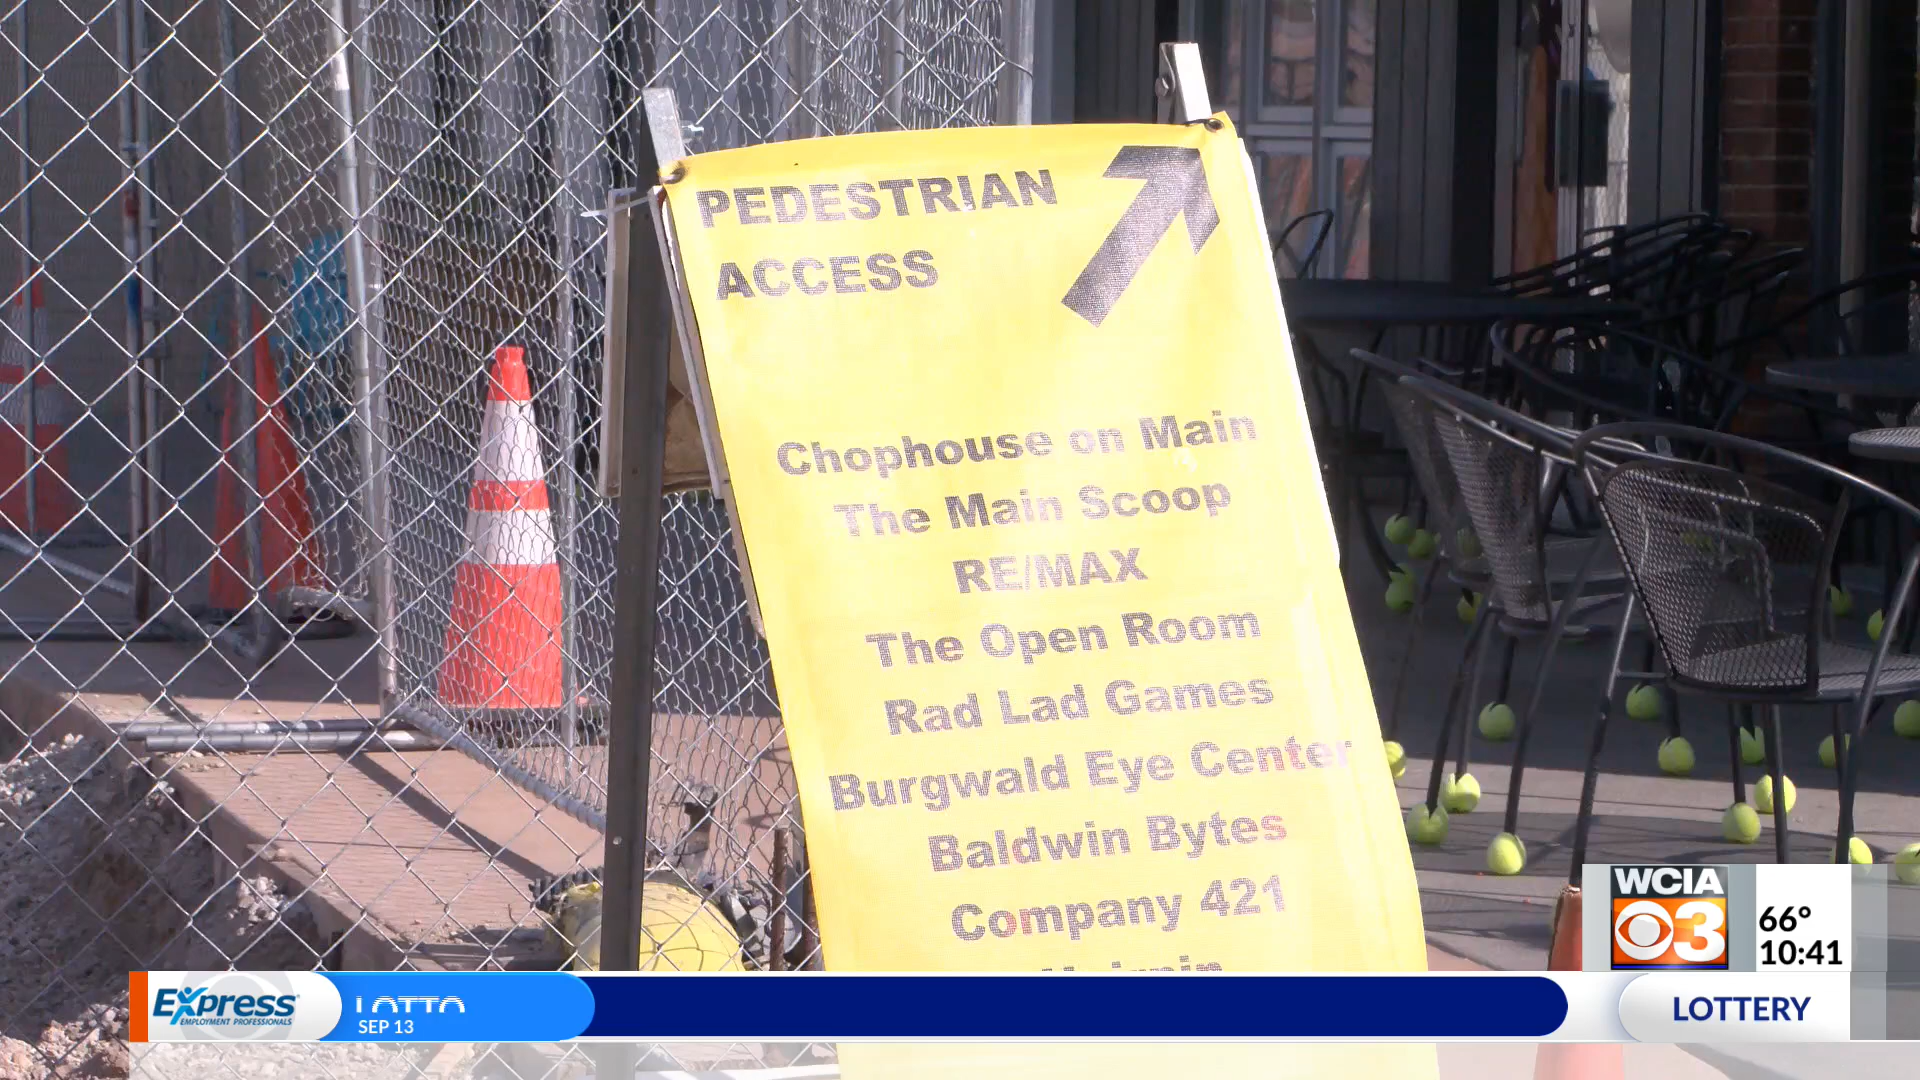 PEDESTRIAN
ACCESS
Chophouse on Main
The Main Scoop
RE/MAX
The Open Room
Rad Lad Games
Burgwald Eye Center
Baldwin Bytes
Company 421
WCIA
3
66°
10:41
Express
EMPLOYMENT PROFESSIONALS
LOTTO
SEP 13
LOTTERY